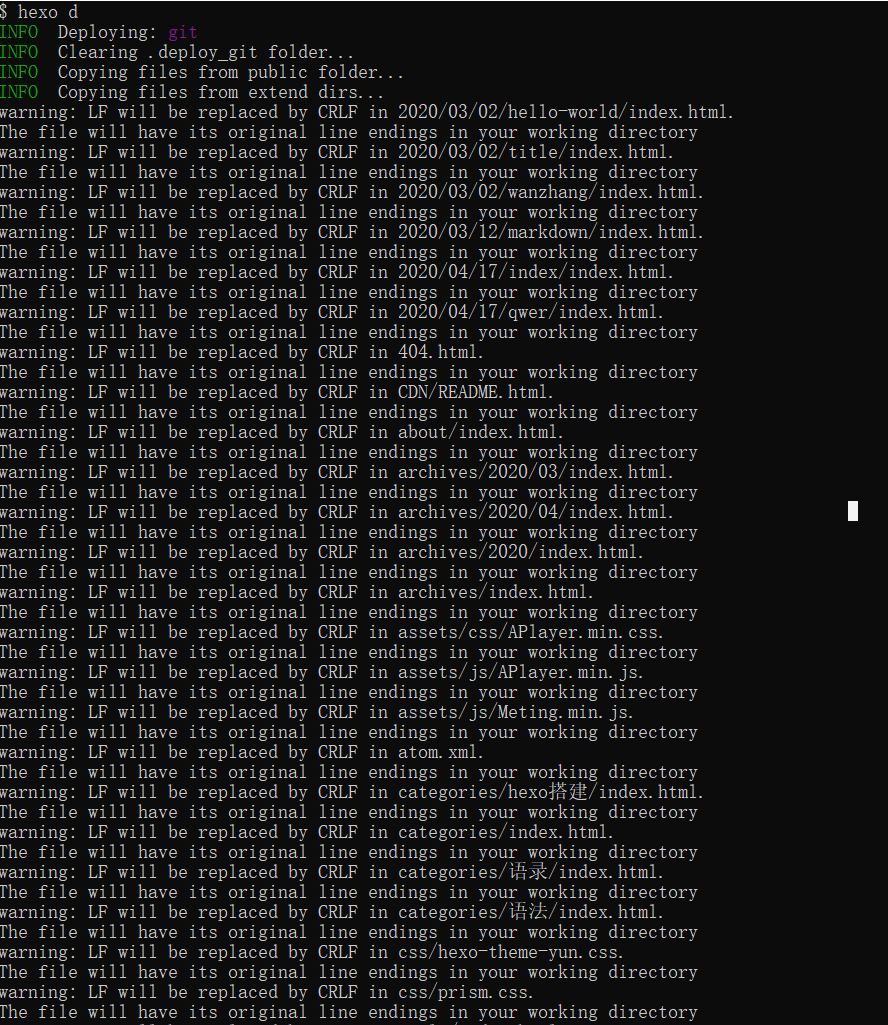 $ hexo d
INFO  Deploying: git
INFO  Clearing .deploy_git folder...
INFO  Copying files from public folder...
INFO  Copying files from extend dirs...
warning: LF will be replaced by CRLF in 2020/03/02/hello-world/index.html.
The file will have its original line endings in your working directory
warning: LF will be replaced by CRLF in 2020/03/02/title/index.html.
The file will have its original line endings in your working directory
warning: LF will be replaced by CRLF in 2020/03/02/wanzhang/index.html.
The file will have its original line endings in your working directory
warning: LF will be replaced by CRLF in 2020/03/12/markdown/index.html.
The file will have its original line endings in your working directory
warning: LF will be replaced by CRLF in 2020/04/17/index/index.html.
The file will have its original line endings in your working directory
warning: LF will be replaced by CRLF in 2020/04/17/qwer/index.html.
The file will have its original line endings in your working directory
warning: LF will be replaced by CRLF in 404.html.
The file will have its original line endings in your working directory
warning: LF will be replaced by CRLF in CDN/README.html.
The file will have its original line endings in your working directory
warning: LF will be replaced by CRLF in about/index.html.
The file will have its original line endings in your working directory
warning: LF will be replaced by CRLF in archives/2020/03/index.html.
The file will have its original line endings in your working directory
warning: LF will be replaced by CRLF in archives/2020/04/index.html.
The file will have its original line endings in your working directory
warning: LF will be replaced by CRLF in archives/2020/index.html.
The file will have its original line endings in your working directory
warning: LF will be replaced by CRLF in archives/index.html.
The file will have its original line endings in your working directory
warning: LF will be replaced by CRLF in assets/css/APlayer.min.css.
The file will have its original line endings in your working directory
warning: LF will be replaced by CRLF in assets/js/APlayer.min.js.
The file will have its original line endings in your working directory
warning: LF will be replaced by CRLF in assets/js/Meting.min.js.
The file will have its original line endings in your working directory
warning: LF will be replaced by CRLF in atom.xml.
The file will have its original line endings in your working directory
warning: LF will be replaced by CRLF in categories/hexo搭建/index.html.
The file will have its original line endings in your working directory
warning: LF will be replaced by CRLF in categories/index.html.
The file will have its original line endings in your working directory
warning: LF will be replaced by CRLF in categories/语录/index.html.
The file will have its original line endings in your working directory
warning: LF will be replaced by CRLF in categories/语法/index.html.
The file will have its original line endings in your working directory
warning: LF will be replaced by CRLF in css/hexo-theme-yun.css.
The file will have its original line endings in your working directory
warning: LF will be replaced by CRLF in css/prism.css.
The file will have its original line endings in your working directory